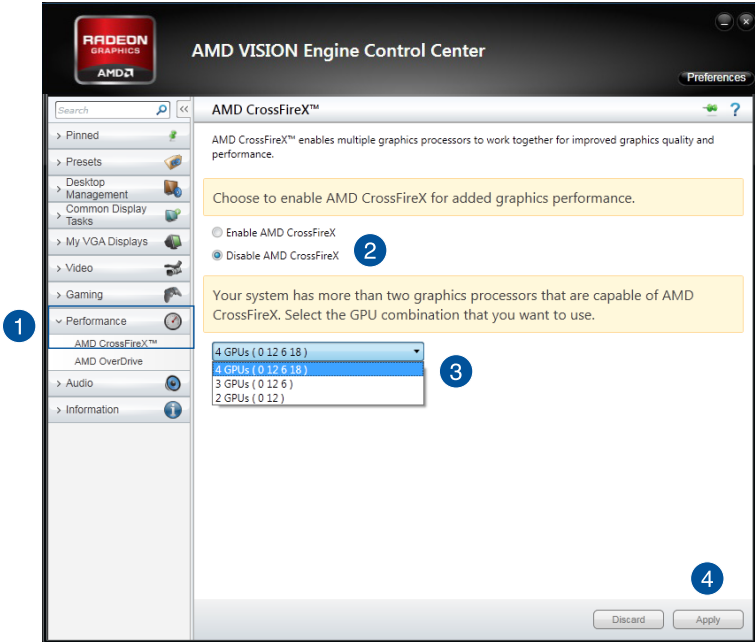 RADEON
GRAPHICS
AMD
AMD VISION Engine Control Center
Preferences
Search
<<
AMD CrossFireX™
?
> Pinned
> Presets
> Desktop
Management
> Common Display
Tasks
> My VGA Displays
> Video
> Gaming
1
Performance
AMD CrossFireX™
AMD OverDrive
> Audio
> Information
AMD CrossFireX™ enables multiple graphics processors to work together for improved graphics quality and
performance.
Choose to enable AMD CrossFireX for added graphics performance.
Enable AMD CrossFireX
Disable AMD CrossFireX
2
Your system has more than two graphics processors that are capable of AMD
CrossFireX. Select the GPU combination that you want to use.
4 GPUs ( 0 12 6 18 )
4 GPUs ( 0 12 6 18 )
3 GPUs ( 0 12 6 )
2 GPUs ( 0 12 )
3
4
Discard
Apply